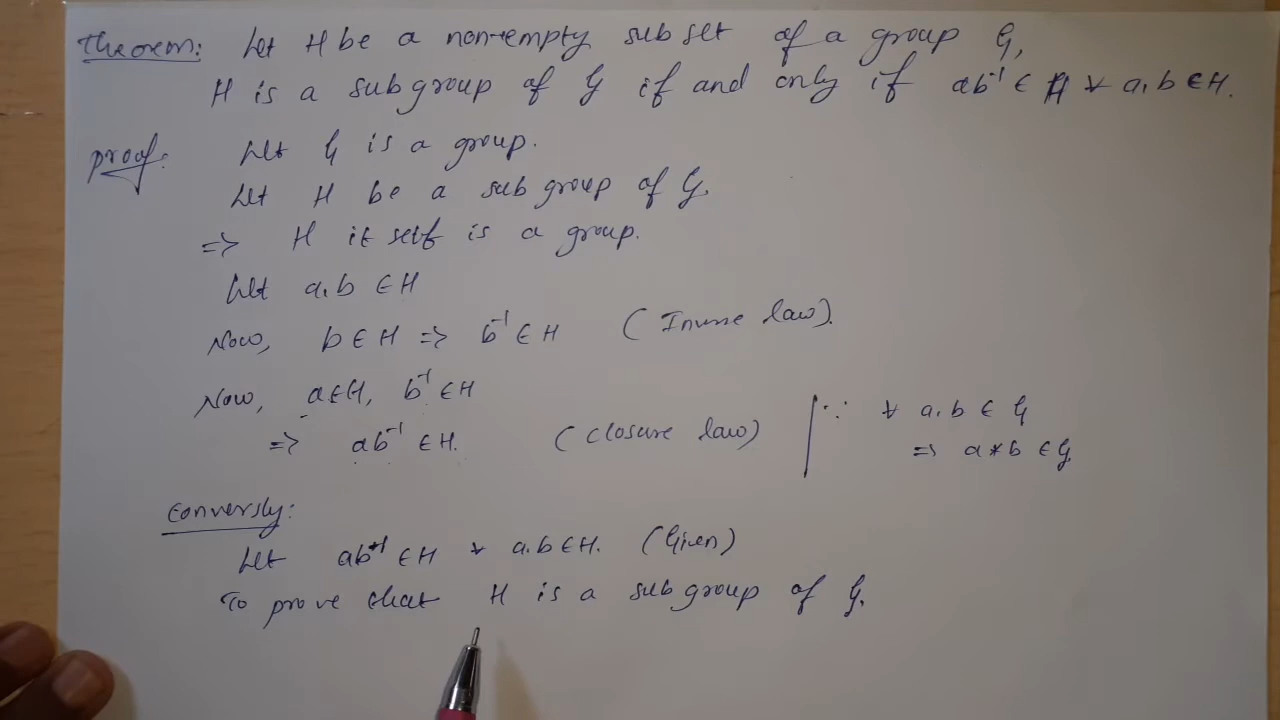 Theorem: Let H be a non-empty subset of a group G,
H is a subgroup of G if and only if ab⁻¹ ∈ H ∀ a,b ∈ H.
Proof: Let G is a group.
Let H be a subgroup of G.
=> H itself is a group.
Let a,b ∈ H
Now, b ∈ H => b⁻¹ ∈ H (Inverse law).
Now, a ∈ H, b⁻¹ ∈ H
=> ab⁻¹ ∈ H. (Closure law)
∵ ∀ a,b ∈ G
=> a*b ∈ G
Conversly:
Let ab⁻¹ ∈ H ∀ a,b ∈ H. (Given)
To prove that H is a subgroup of G.